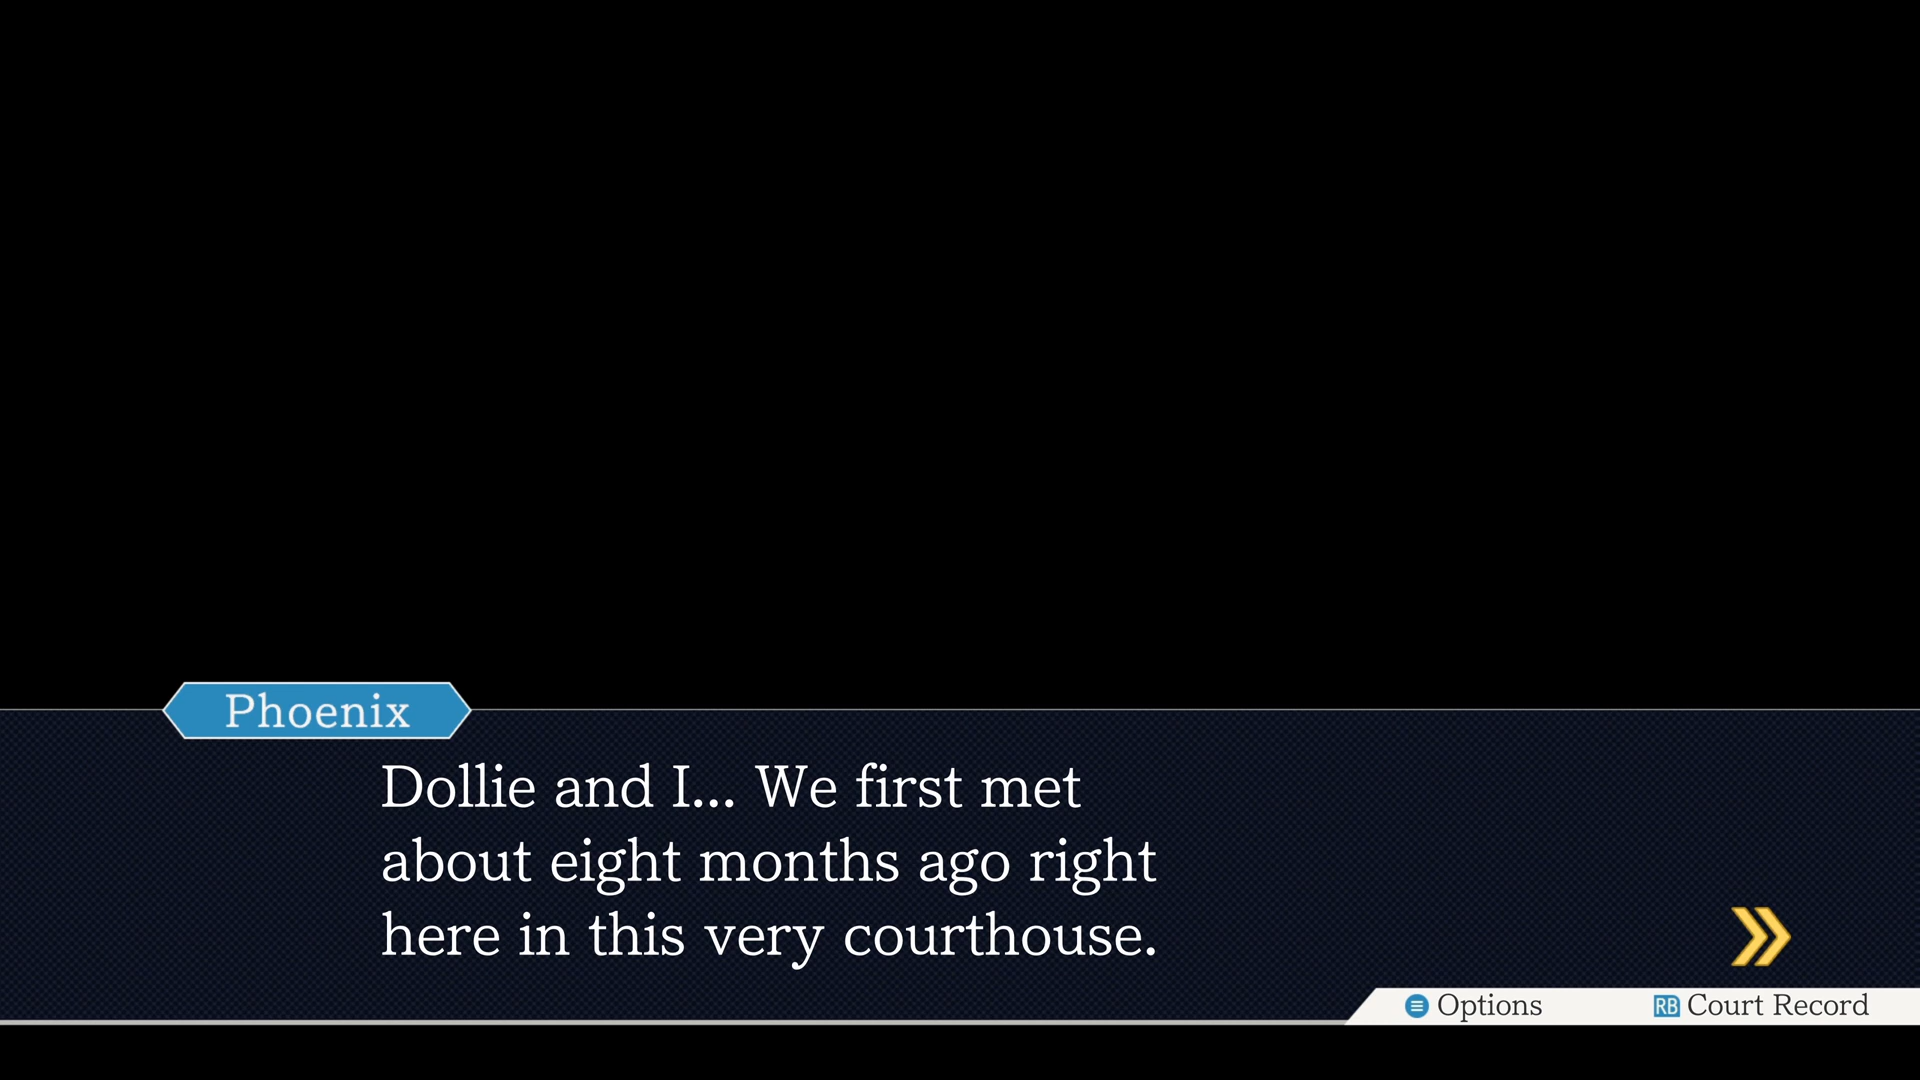 Phoenix
Dollie and I... We first met
about eight months ago right
here in this very courthouse.
Options
RB Court Record